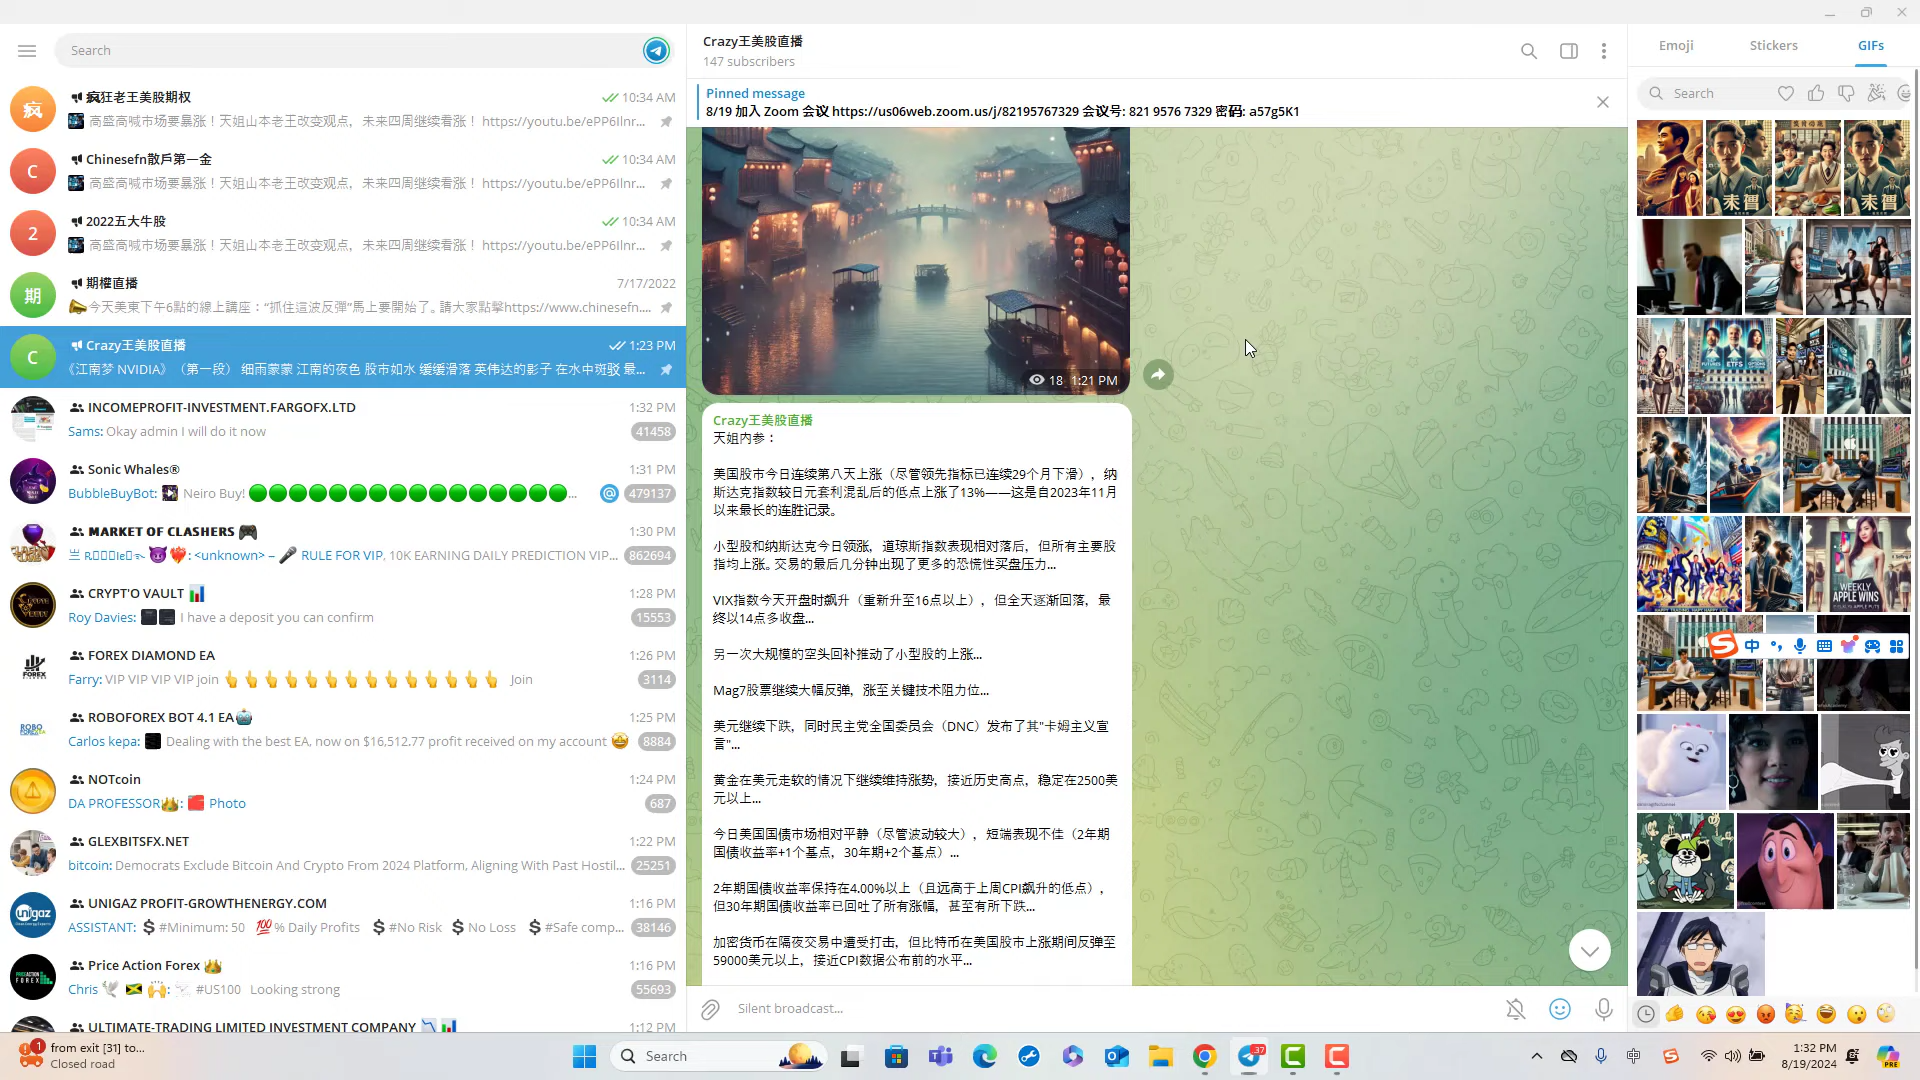 Search
疯狂老王美股期权
10:34 AM
高盛高喊市场要暴涨！天姐山本老王改变观点，未来四周继续看涨！ https://youtu.be/ePP6Ilnr...
疯
Chinesefn散戶第一金
10:34 AM
高盛高喊市场要暴涨！天姐山本老王改变观点，未来四周继续看涨！ https://youtu.be/ePP6Ilnr...
C
2022五大牛股
10:34 AM
高盛高喊市场要暴涨！天姐山本老王改变观点，未来四周继续看涨！ https://youtu.be/ePP6Ilnr...
2
期權直播
7/17/2022
今天美東下午6點的線上講座："抓住這波反彈"馬上要開始了。請大家點擊https://www.chinesefn....
期
Crazy王美股直播
1:23 PM
《江南梦 NVIDIA》 （第一段） 细雨蒙蒙 江南的夜色 股市如水 缓缓滑落 英伟达的影子 在水中斑驳 最...
C
INCOMEPROFIT-INVESTMENT.FARGOFX.LTD
1:32 PM
Sams: Okay admin I will do it now
41458
Sonic Whales®
1:31 PM
BubbleBuyBot: Neiro Buy! ...
@ 479137
MARKET OF CLASHERS
1:30 PM
<unknown> – RULE FOR VIP, 10K EARNING DAILY PREDICTION VIP...
862694
CRYPT'O VAULT
1:28 PM
Roy Davies: I have a deposit you can confirm
15553
FOREX DIAMOND EA
1:26 PM
Farry: VIP VIP VIP VIP join Join
3114
ROBOFOREX BOT 4.1 EA
1:25 PM
Carlos kepa: Dealing with the best EA, now on $16,512.77 profit received on my account
8884
NOTcoin
1:24 PM
DA PROFESSOR: Photo
687
GLEXBITSFX.NET
1:22 PM
bitcoin: Democrats Exclude Bitcoin And Crypto From 2024 Platform, Aligning With Past Hostil...
25251
UNIGAZ PROFIT-GROWTHENERGY.COM
1:16 PM
ASSISTANT: #Minimum: 50 💯% Daily Profits #No Risk No Loss #Safe comp...
38146
Price Action Forex
1:16 PM
Chris : #US100 Looking strong
55693
ULTIMATE-TRADING LIMITED INVESTMENT COMPANY
1:12 PM
Crazy王美股直播
147 subscribers
Pinned message
8/19 加入 Zoom 会议 https://us06web.zoom.us/j/82195767329 会议号: 821 9576 7329 密码: a57g5K1
18 1:21 PM
Crazy王美股直播
天姐内参：
美国股市今日连续第八天上涨（尽管领先指标已连续29个月下滑），纳
斯达克指数较日元套利混乱后的低点上涨了13%——这是自2023年11月
以来最长的连胜记录。
小型股和纳斯达克今日领涨，道琼斯指数表现相对落后，但所有主要股
指均上涨。交易的最后几分钟出现了更多的恐慌性买盘压力...
VIX指数今天开盘时飙升（重新升至16点以上），但全天逐渐回落，最
终以14点多收盘...
另一次大规模的空头回补推动了小型股的上涨...
Mag7股票继续大幅反弹，涨至关键技术阻力位...
美元继续下跌，同时民主党全国委员会（DNC）发布了其"卡姆主义宣
言"...
黄金在美元走软的情况下继续维持涨势，接近历史高点，稳定在2500美
元以上...
今日美国国债市场相对平静（尽管波动较大），短端表现不佳（2年期
国债收益率+1个基点，30年期+2个基点）...
2年期国债收益率保持在4.00%以上（且远高于上周CPI飙升的低点），
但30年期国债收益率已回吐了所有涨幅，甚至有所下跌...
加密货币在隔夜交易中遭受打击，但比特币在美国股市上涨期间反弹至
59000美元以上，接近CPI数据公布前的水平...
Silent broadcast...
Emoji
Stickers
GIFs
Search
ETFS
WEEKLY
APPLE WINS
中
from exit [31] to...
Closed road
Search
37
中
1:32 PM
8/19/2024
PRE